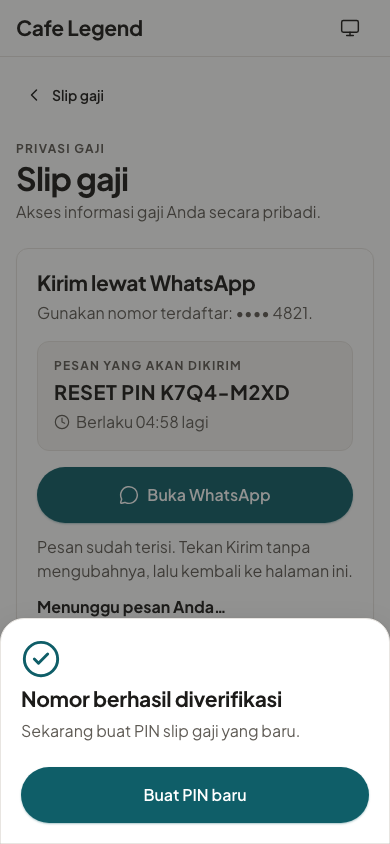 Cafe Legend
Slip gaji
PRIVASI GAJI
Slip gaji
Akses informasi gaji Anda secara pribadi.
Kirim lewat WhatsApp
Gunakan nomor terdaftar: •••• 4821.
PESAN YANG AKAN DIKIRIM
RESET PIN K7Q4-M2XD
Berlaku 04:58 lagi
Buka WhatsApp
Pesan sudah terisi. Tekan Kirim tanpa
mengubahnya, lalu kembali ke halaman ini.
Menunggu pesan Anda…
Nomor berhasil diverifikasi
Sekarang buat PIN slip gaji yang baru.
Buat PIN baru